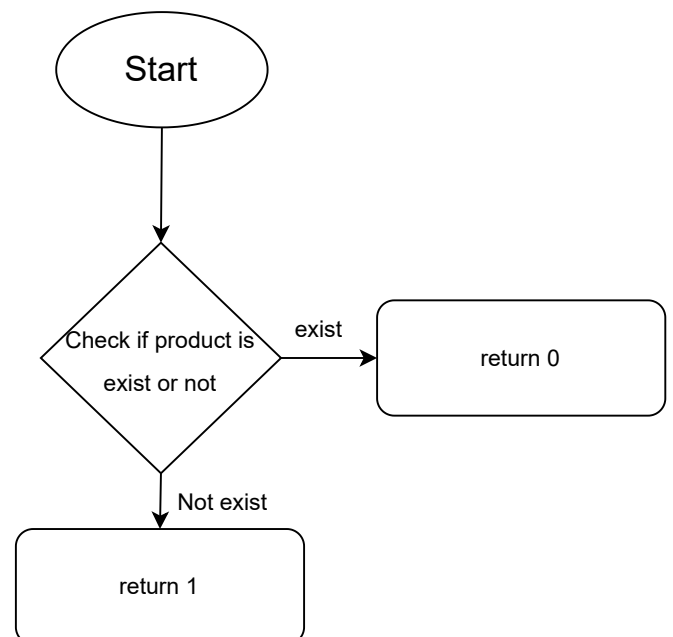 Start
Check if product is
exist or not
exist
return 0
Not exist
return 1